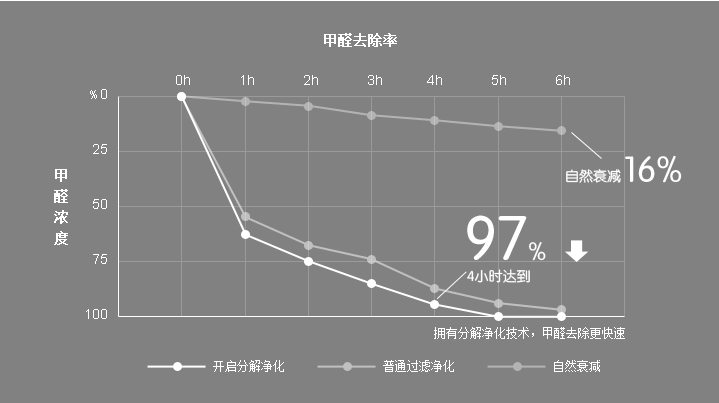 甲醛去除率
0h 1h 2h 3h 4h 5h 6h
% 0
25
50
75
100
甲醛浓度
自然衰减16%
97%
4小时达到
拥有分解净化技术，甲醛去除更快速
开启分解净化 普通过滤净化 自然衰减